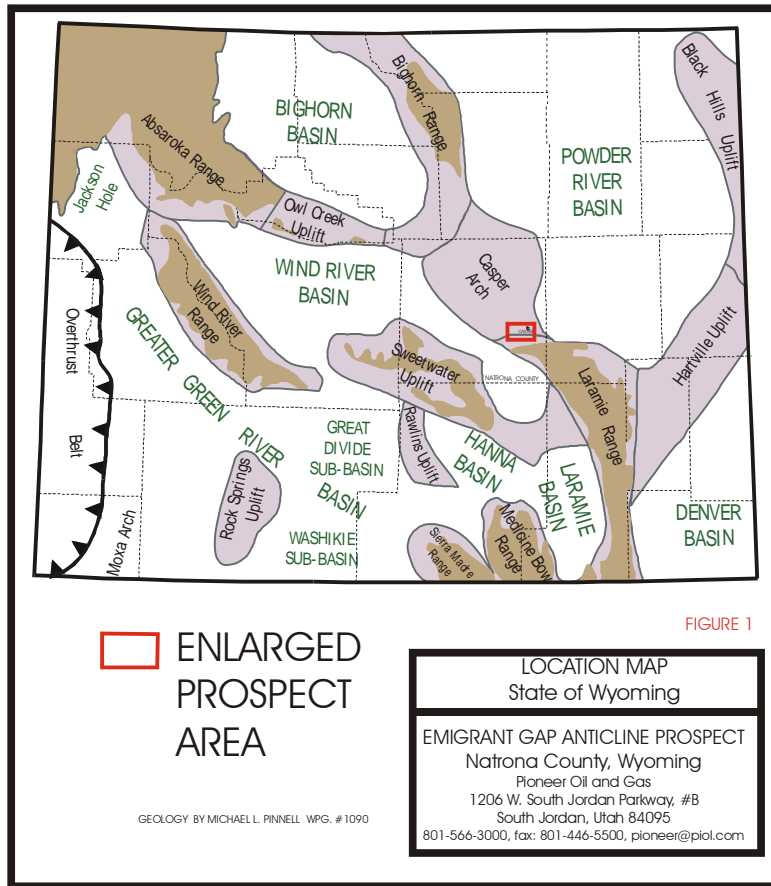 BIGHORN
BASIN
Bighorn Range
Black
Hills
Uplift
Absaroka Range
POWDER
RIVER
BASIN
Jackson
Hole
Owl Creek
Uplift
WIND RIVER
BASIN
Casper
Arch
Wind River
Range
Overthrust
Belt
GREATER
GREEN
RIVER
BASIN
Sweetwater
Uplift
NATRONA COUNTY
Laramie Range
Hartville Uplift
GREAT
DIVIDE
SUB-BASIN
Rawlins Uplift
HANNA
BASIN
LARAMIE
BASIN
Rock Springs
Uplift
WASHIKIE
SUB-BASIN
Moxa Arch
Sierra Madre
Range
Medicine Bow
Range
DENVER
BASIN
FIGURE 1
ENLARGED
PROSPECT
AREA
LOCATION MAP
State of Wyoming
EMIGRANT GAP ANTICLINE PROSPECT
Natrona County, Wyoming
Pioneer Oil and Gas
1206 W. South Jordan Parkway, #B
South Jordan, Utah 84095
801-566-3000, fax: 801-446-5500, pioneer@piol.com
GEOLOGY BY MICHAEL L. PINNELL WPG. #1090